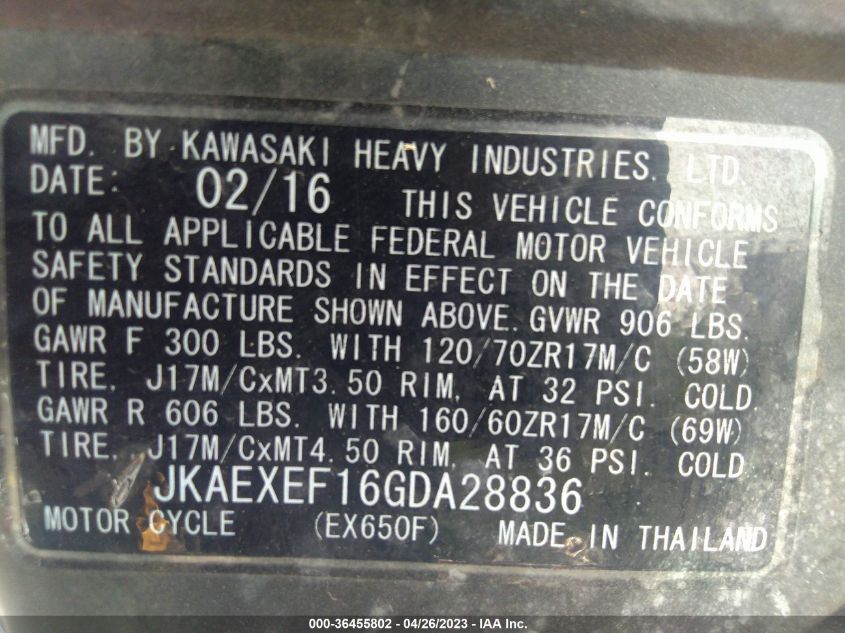 MFD. BY KAWASAKI HEAVY INDUSTRIES, LTD
DATE: 02/16 THIS VEHICLE CONFORMS
TO ALL APPLICABLE FEDERAL MOTOR VEHICLE
SAFETY STANDARDS IN EFFECT ON THE DATE
OF MANUFACTURE SHOWN ABOVE. GVWR 906 LBS.
GAWR F 300 LBS. WITH 120/70ZR17M/C (58W)
TIRE, J17M/CxMT3.50 RIM, AT 32 PSI. COLD.
GAWR R 606 LBS. WITH 160/60ZR17M/C (69W)
TIRE, J17M/CxMT4.50 RIM, AT 36 PSI. COLD
JKAEXEF16GDA28836
MOTOR CYCLE (EX650F) MADE IN THAILAND
000-36455802 - 04/26/2023 - WWW.IAAI.COM/INC.